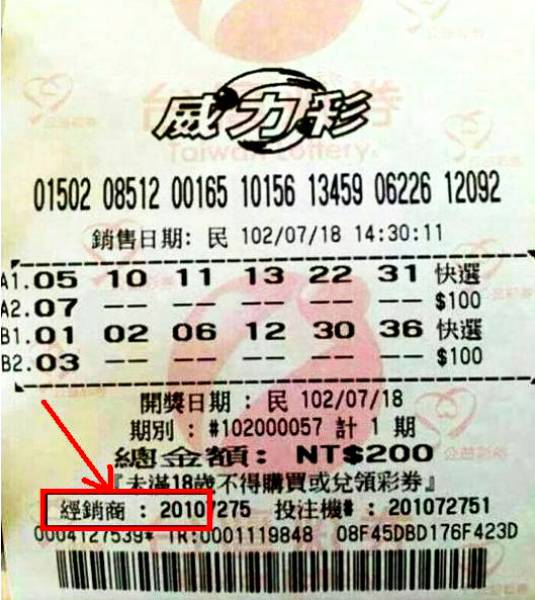 威力彩
Taiwan Lottery
01502 08512 00165 10156 13459 06226 12092
銷售日期: 民 102/07/18 14:30:11
A1.05 10 11 13 22 31 快選
A2.07 -- -- -- -- -- $100
B1.01 02 06 12 30 36 快選
B2.03 -- -- -- -- -- $100
開獎日期 : 民 102/07/18
期別 : #102000057 計 1 期
總金額: NT$200
『未滿18歲不得購買或兌領彩券』
經銷商 : 20107275 投注機# : 201072751
0004127539* TR:0001119848 08F45DBD176F423D